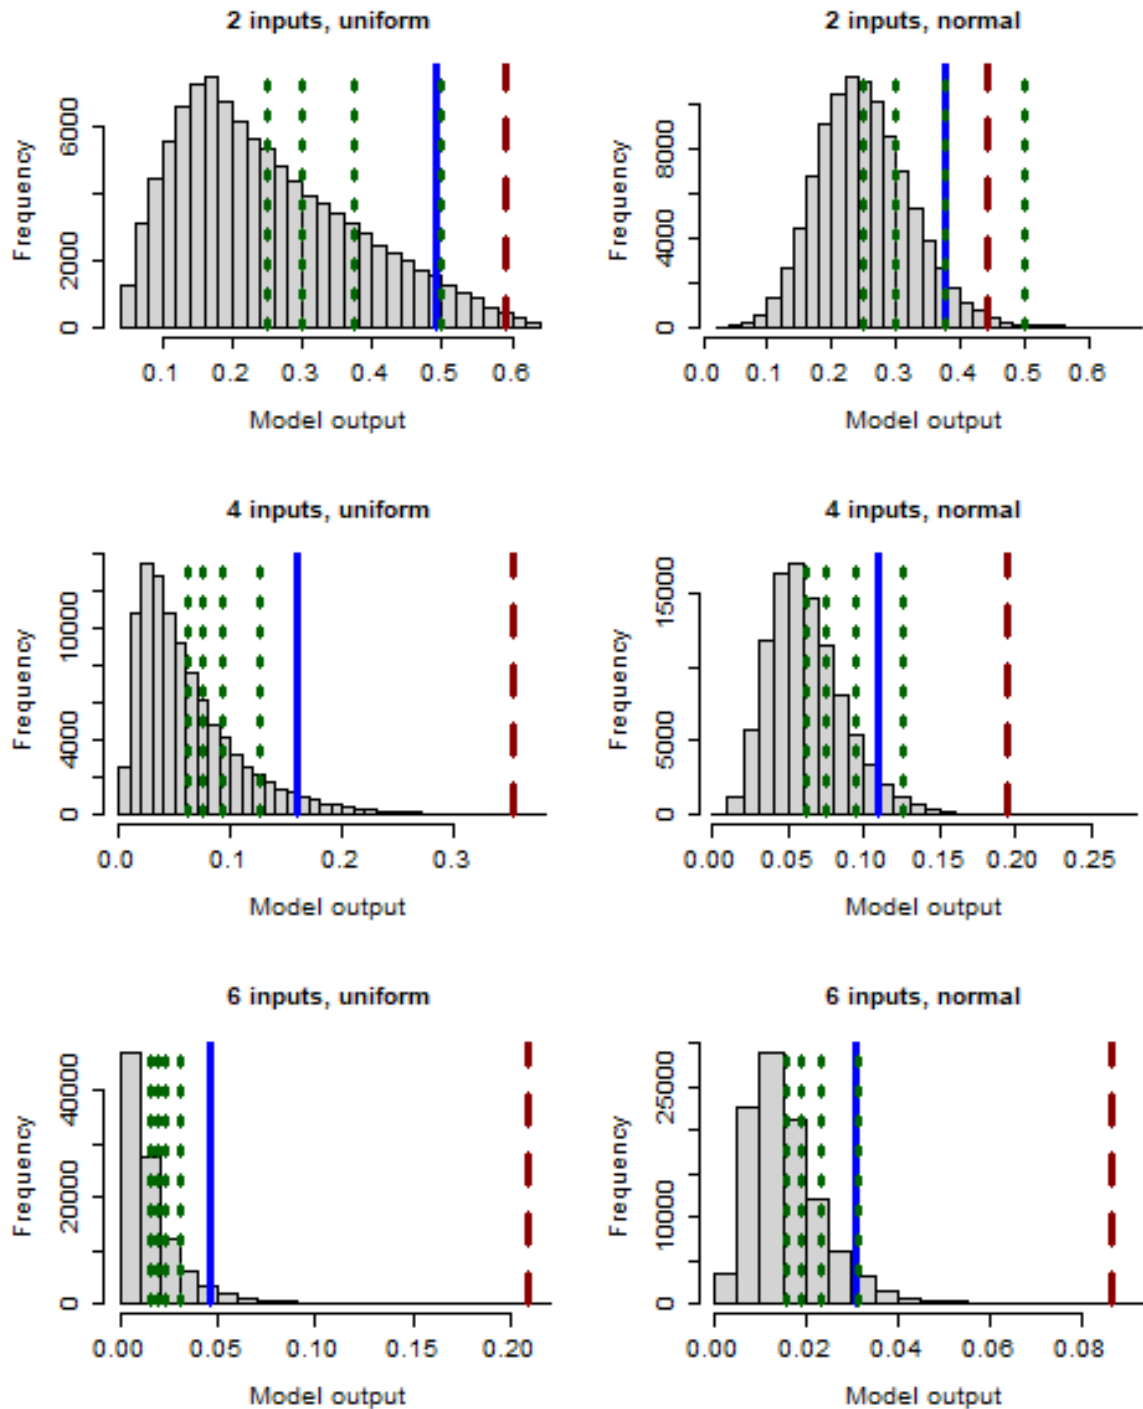 2 inputs, uniform
Frequency
0 2000 6000
0.1 0.2 0.3 0.4 0.5 0.6
Model output
2 inputs, normal
Frequency
0 4000 8000
0.0 0.1 0.2 0.3 0.4 0.5 0.6
Model output
4 inputs, uniform
Frequency
0 4000 10000
0.0 0.1 0.2 0.3
Model output
4 inputs, normal
Frequency
0 5000 15000
0.00 0.05 0.10 0.15 0.20 0.25
Model output
6 inputs, uniform
Frequency
0 20000 40000
0.00 0.05 0.10 0.15 0.20
Model output
6 inputs, normal
Frequency
0 10000 25000
0.00 0.02 0.04 0.06 0.08
Model output